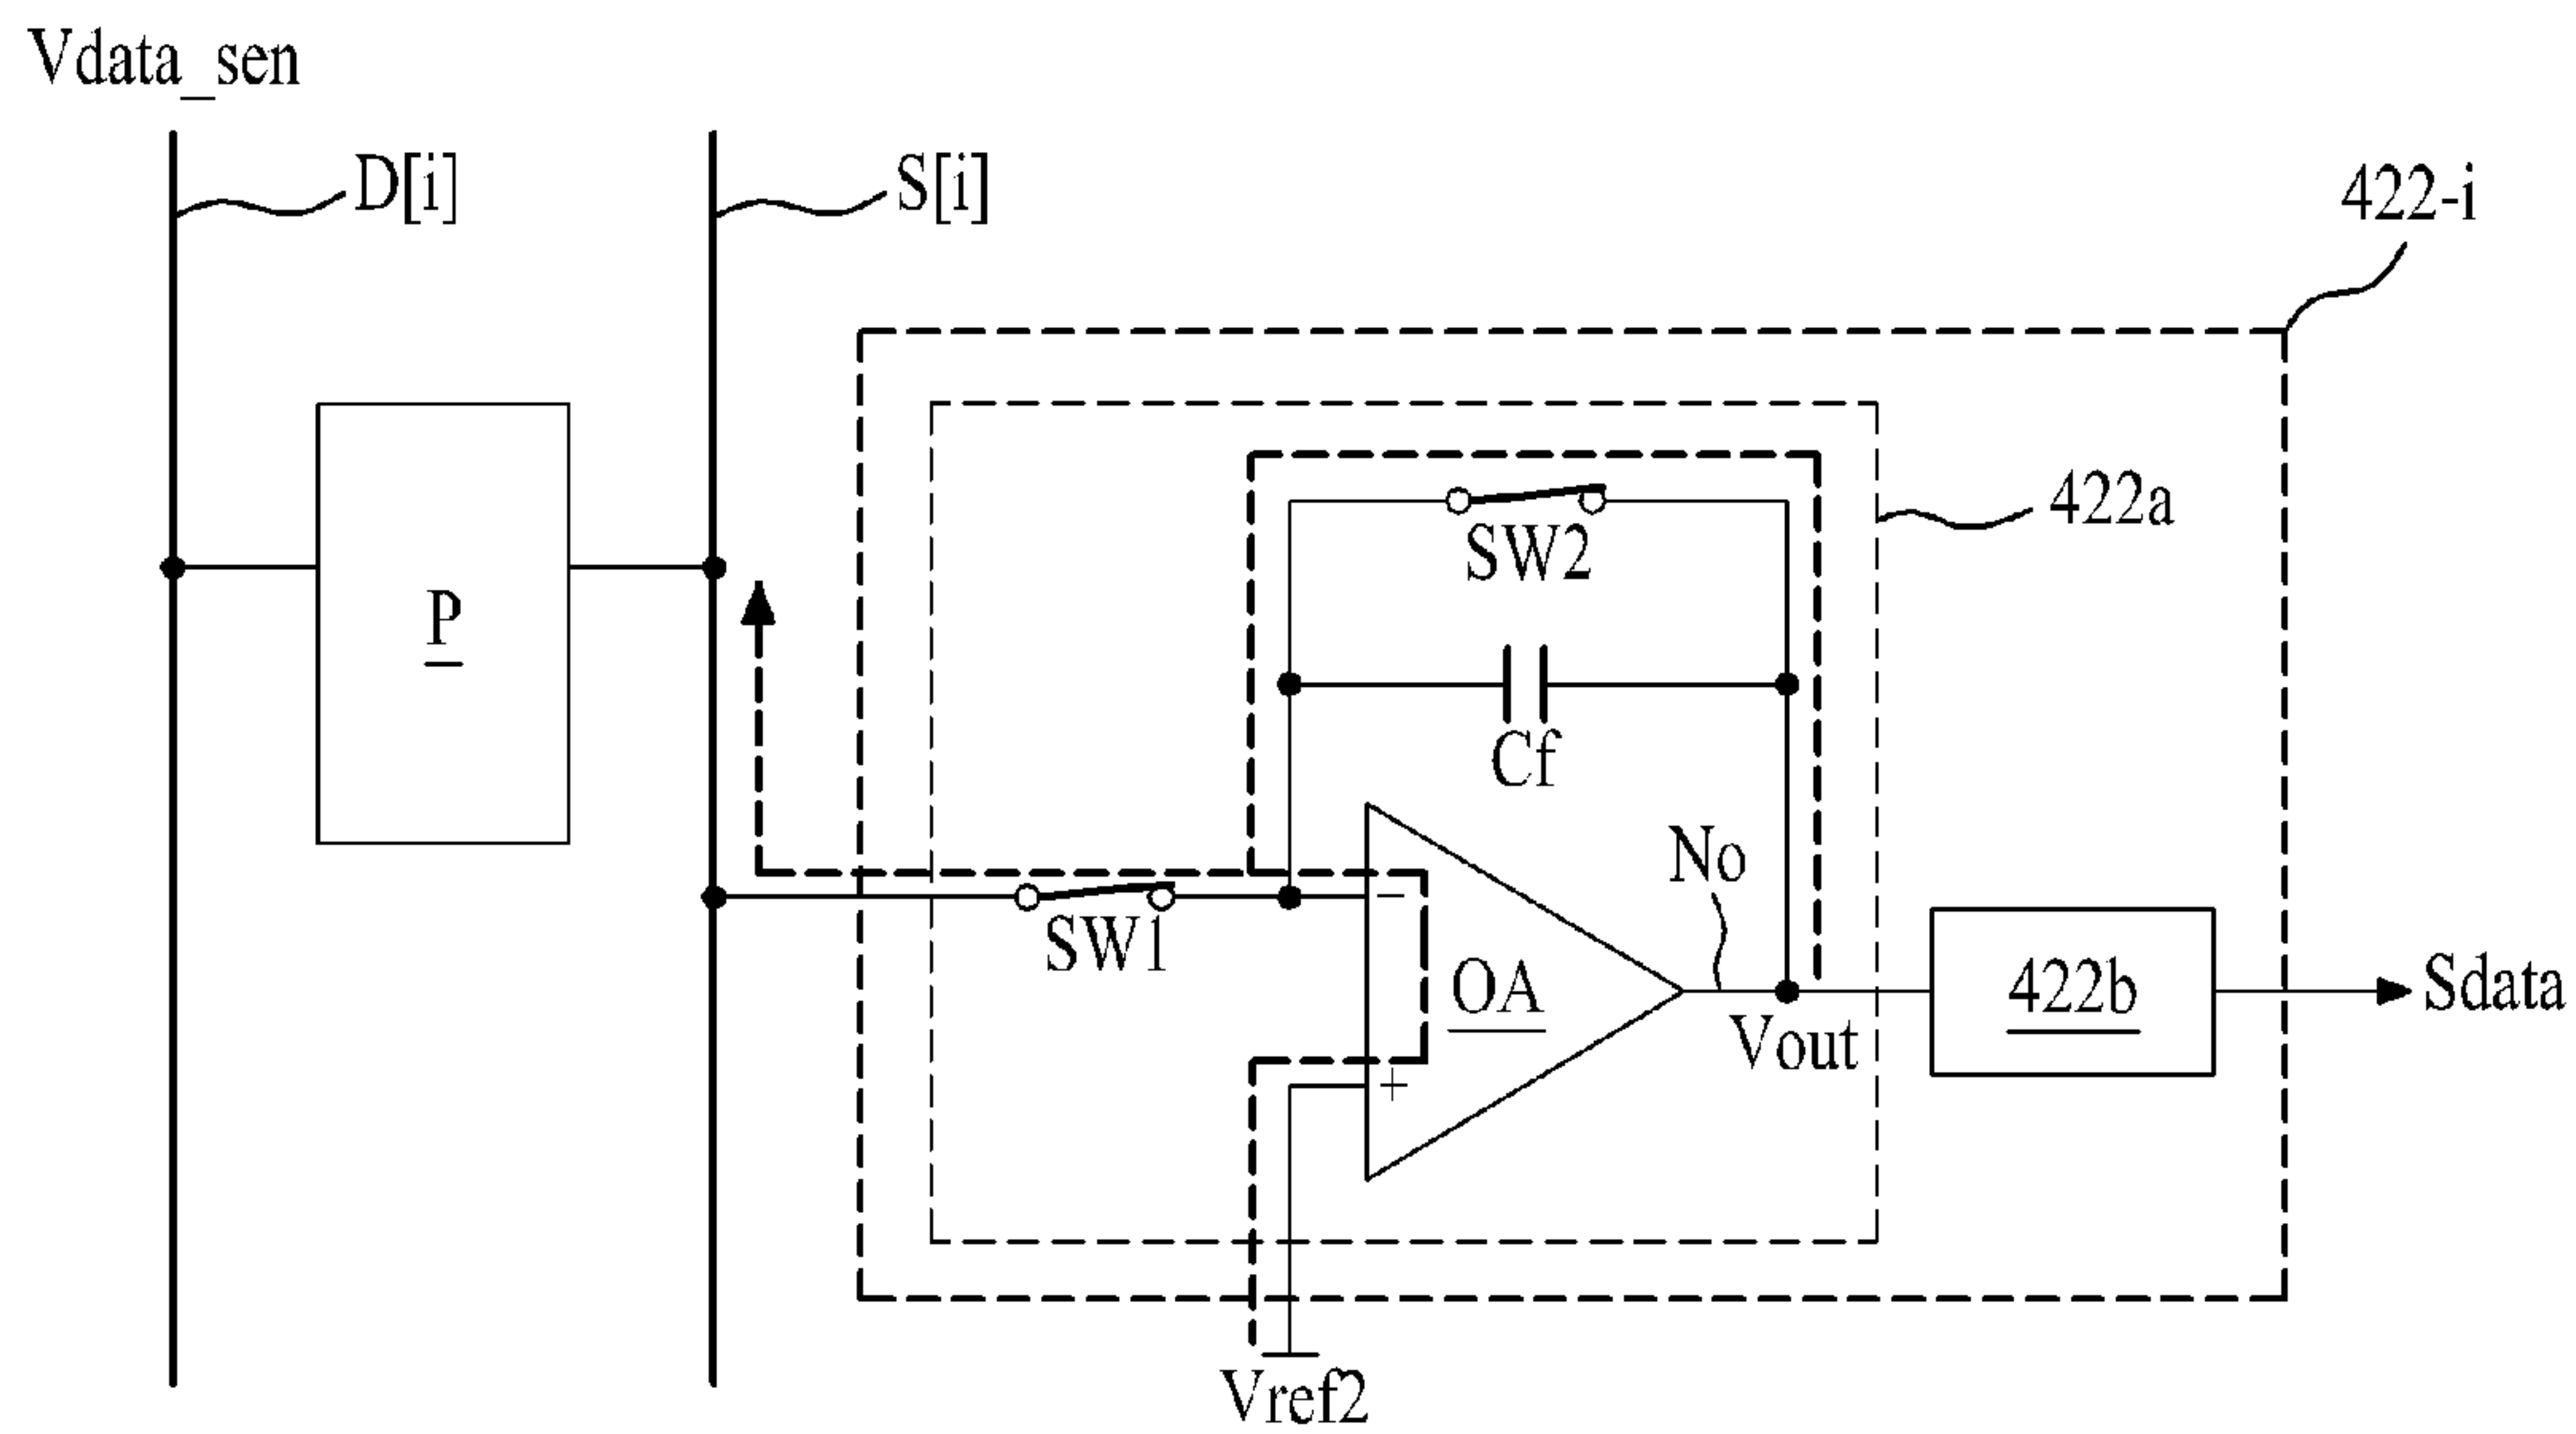 Vdata_sen
D[i]
S[i]
422-i
422a
SW2
P
Cf
No
SW1
−
OA
422b
Sdata
Vout
+
Vref2